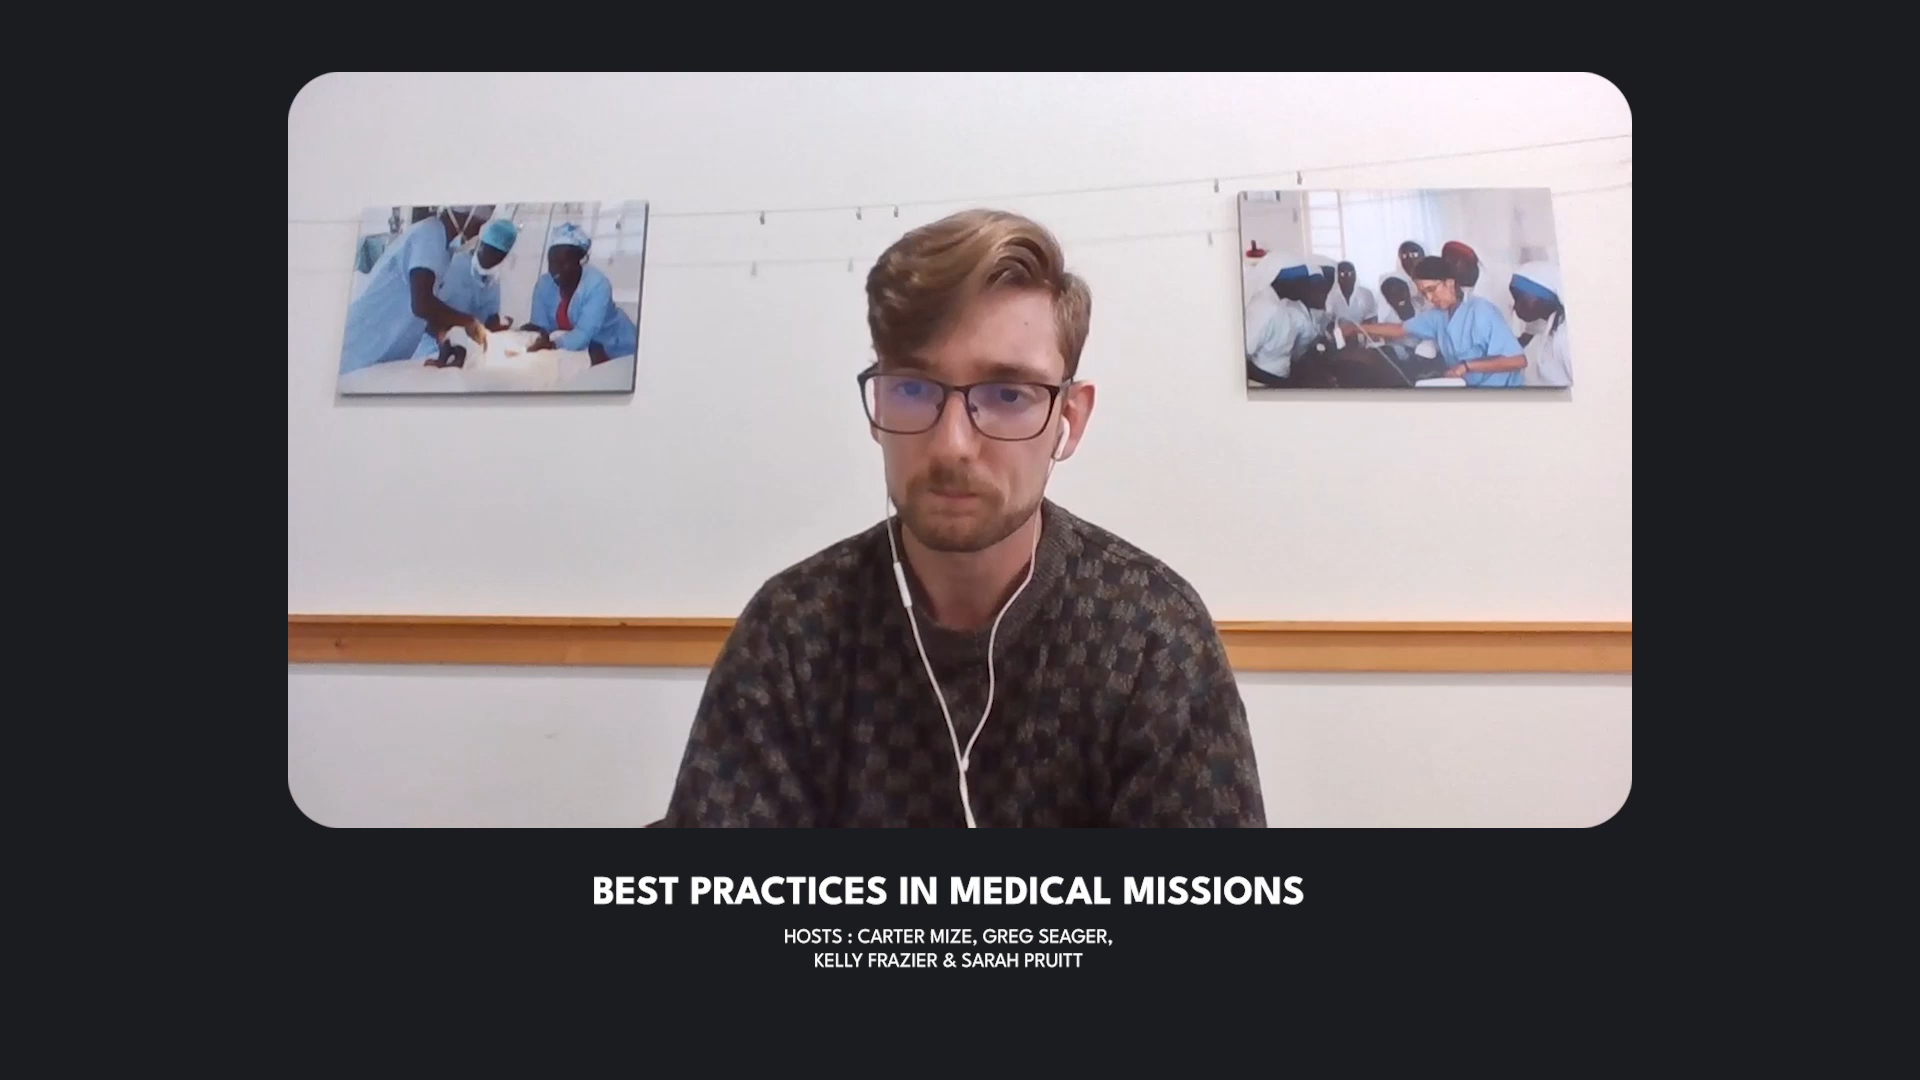 BEST PRACTICES IN MEDICAL MISSIONS
HOSTS : CARTER MIZE, GREG SEAGER,
KELLY FRAZIER & SARAH PRUITT